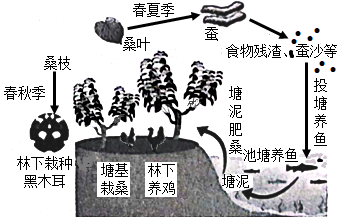 春夏季
桑叶
蚕
食物残渣、蚕沙等
桑枝
春秋季
林下栽种
黑木耳
塘基
栽桑
林下
养鸡
塘泥肥桑
投塘养鱼
池塘养鱼
塘泥